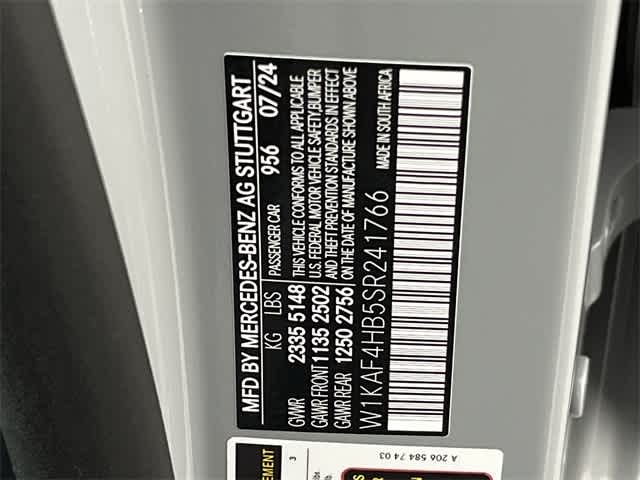 MFD BY MERCEDES-BENZ AG STUTTGART
KG LBS PASSENGER CAR 956 07/24
GVWR 2335 5148 THIS VEHICLE CONFORMS TO ALL APPLICABLE
U.S. FEDERAL MOTOR VEHICLE SAFETY, BUMPER
GAWR FRONT 1135 2502 AND THEFT PREVENTION STANDARDS IN EFFECT
GAWR REAR 1250 2756 ON THE DATE OF MANUFACTURE SHOWN ABOVE
W1KAF4HB5SR241766 MADE IN SOUTH AFRICA
A 206 584 74 03
3